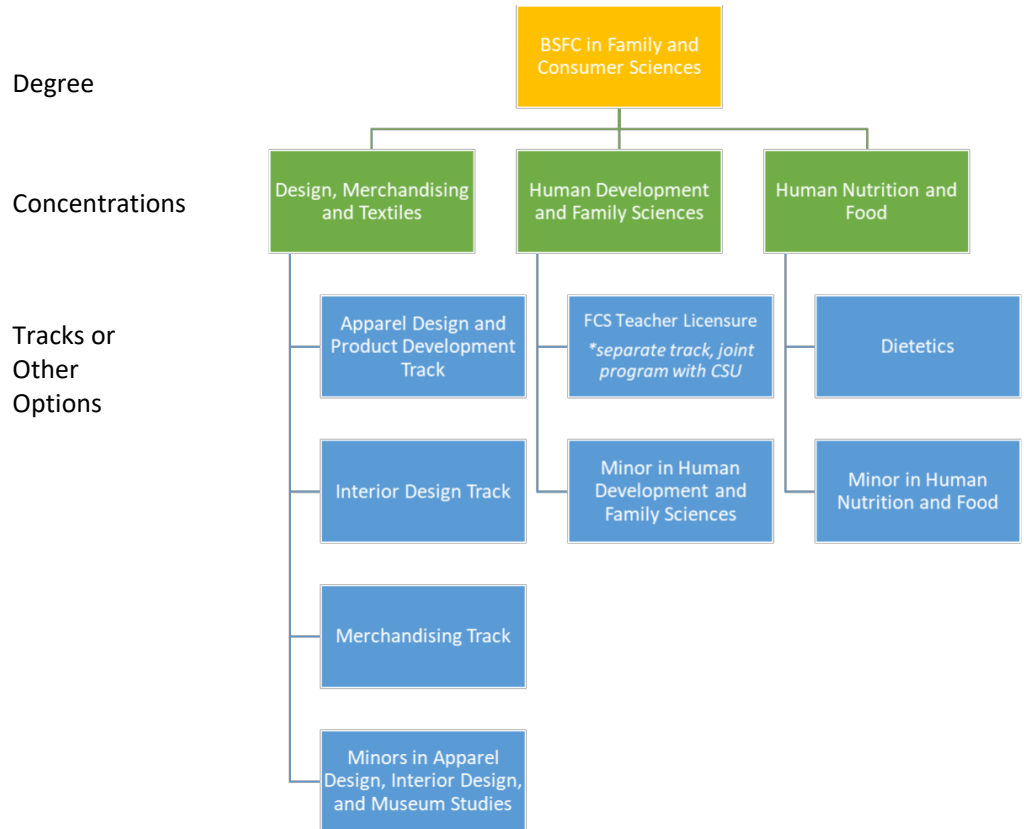 Degree
BSFC in Family and
Consumer Sciences
Concentrations
Design, Merchandising
and Textiles
Human Development
and Family Sciences
Human Nutrition and
Food
Tracks or
Other
Options
Apparel Design and
Product Development
Track
Interior Design Track
Merchandising Track
Minors in Apparel
Design, Interior Design,
and Museum Studies
FCS Teacher Licensure
*separate track, joint
program with CSU
Minor in Human
Development and
Family Sciences
Dietetics
Minor in Human
Nutrition and Food